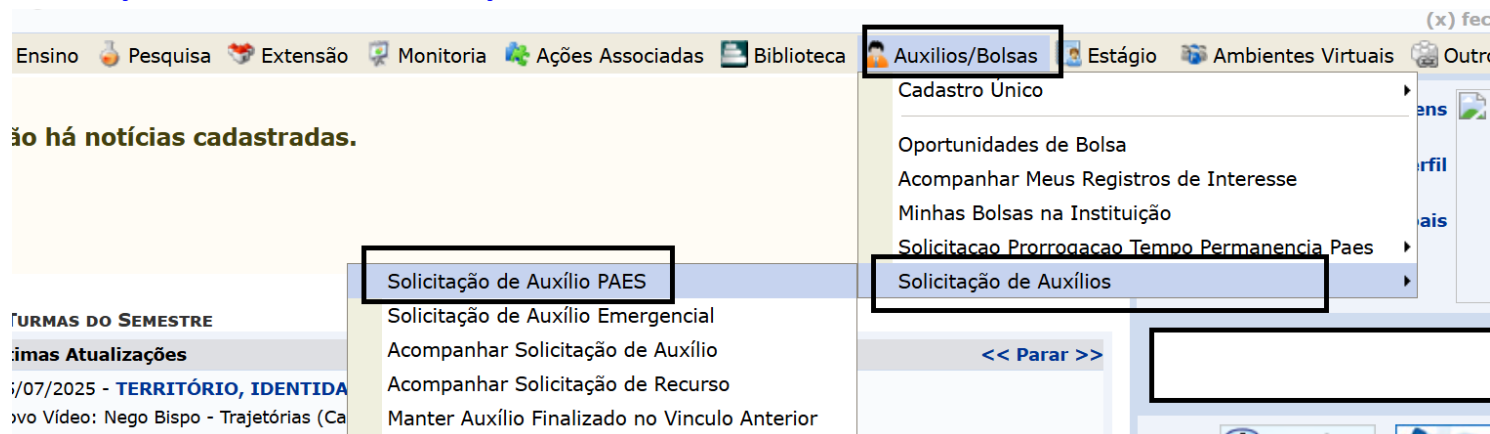 (x) fec
Ensino Pesquisa Extensão Monitoria Ações Associadas Biblioteca Auxilios/Bolsas Estágio Ambientes Virtuais Outro
Cadastro Único
ens
ão há notícias cadastradas.
Oportunidades de Bolsa
Acompanhar Meus Registros de Interesse
rfil
Minhas Bolsas na Instituição
ais
Solicitacao Prorrogacao Tempo Permanencia Paes
Solicitação de Auxílio PAES
Solicitação de Auxílios
Solicitação de Auxílio Emergencial
TURMAS DO SEMESTRE
timas Atualizações
Acompanhar Solicitação de Auxílio
<< Parar >>
/07/2025 - TERRITÓRIO, IDENTIDA
Acompanhar Solicitação de Recurso
ovo Vídeo: Nego Bispo - Trajetórias (Ca
Manter Auxílio Finalizado no Vinculo Anterior